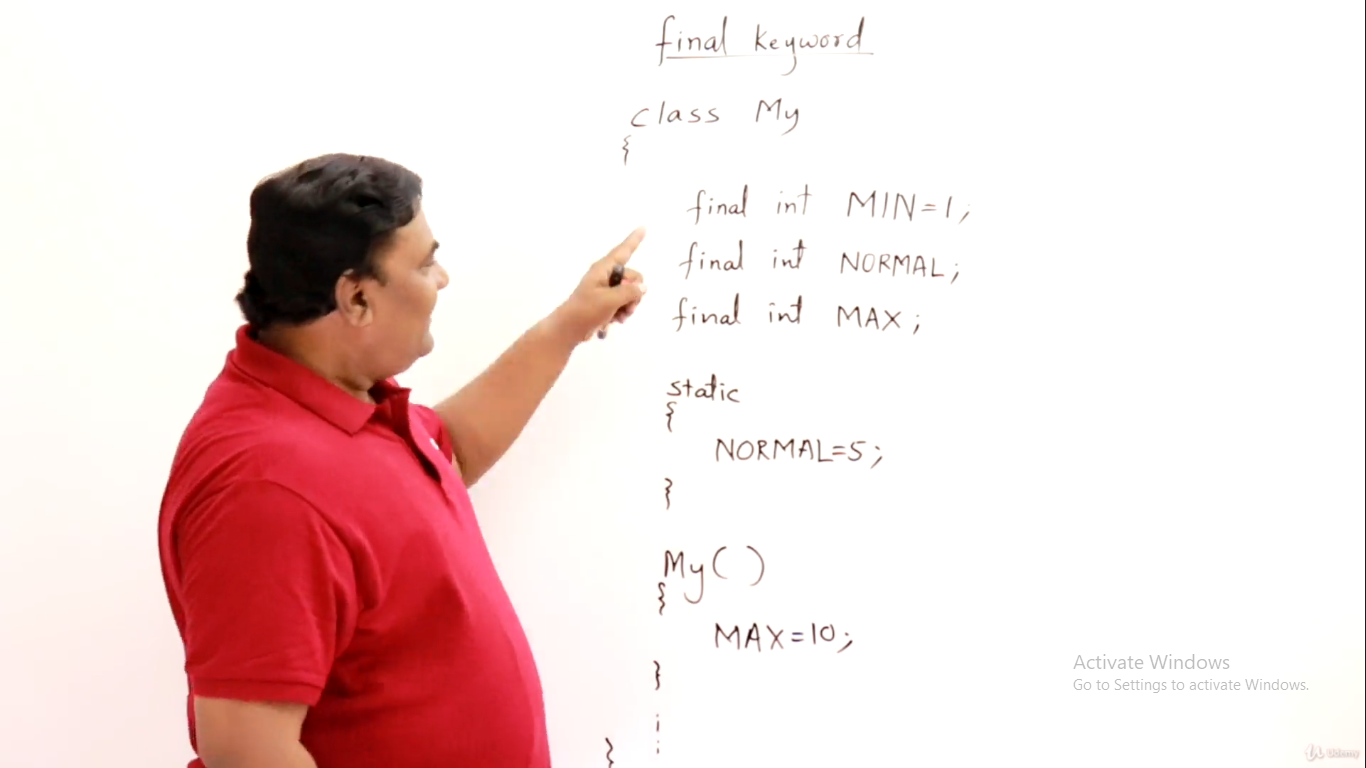 final keyword
class My
{
final int MIN=1;
final int NORMAL;
final int MAX;
static
{
NORMAL=5;
}
My( )
{
MAX=10;
}
⋮
}
Activate Windows
Go to Settings to activate Windows.
Udemy